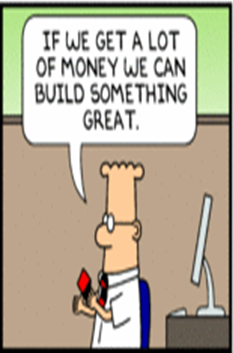 IF WE GET A LOT
OF MONEY WE CAN
BUILD SOMETHING
GREAT.